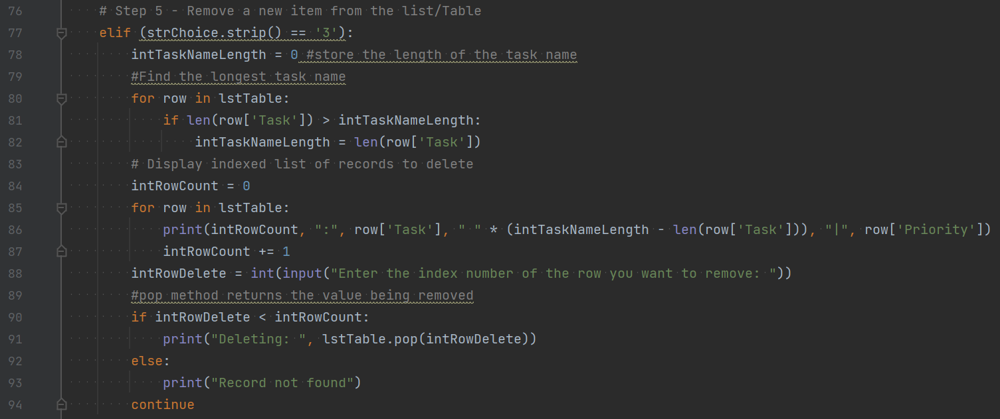 76     # Step 5 - Remove a new item from the list/Table
77     elif (strChoice.strip() == '3'):
78         intTaskNameLength = 0 #store the length of the task name
79         #Find the longest task name
80         for row in lstTable:
81             if len(row['Task']) > intTaskNameLength:
82                 intTaskNameLength = len(row['Task'])
83         # Display indexed list of records to delete
84         intRowCount = 0
85         for row in lstTable:
86             print(intRowCount, ":", row['Task'], " " * (intTaskNameLength - len(row['Task'])), "|", row['Priority'])
87             intRowCount += 1
88         intRowDelete = int(input("Enter the index number of the row you want to remove: "))
89         #pop method returns the value being removed
90         if intRowDelete < intRowCount:
91             print("Deleting: ", lstTable.pop(intRowDelete))
92         else:
93             print("Record not found")
94         continue